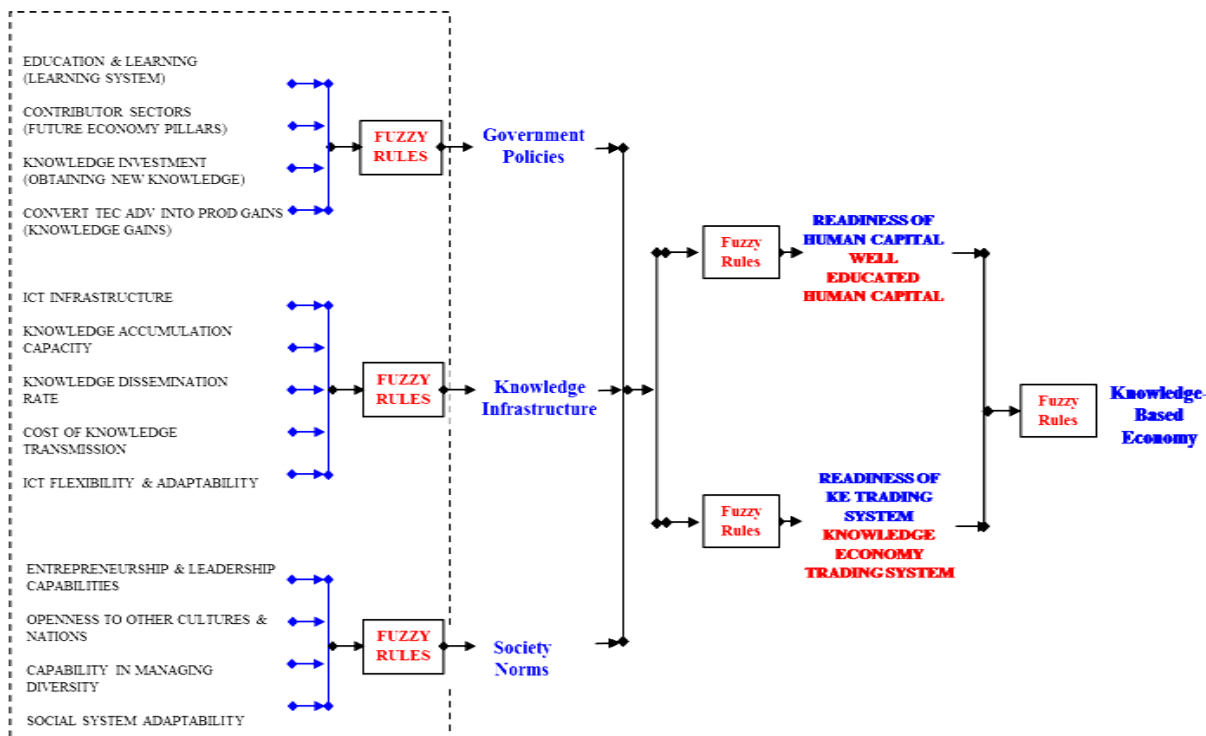 EDUCATION & LEARNING
(LEARNING SYSTEM)
CONTRIBUTOR SECTORS
(FUTURE ECONOMY PILLARS)
KNOWLEDGE INVESTMENT
(OBTAINING NEW KNOWLEDGE)
CONVERT TEC ADV INTO PROD GAINS
(KNOWLEDGE GAINS)
FUZZY
RULES
Government
Policies
ICT INFRASTRUCTURE
KNOWLEDGE ACCUMULATION
CAPACITY
KNOWLEDGE DISSEMINATION
RATE
COST OF KNOWLEDGE
TRANSMISSION
ICT FLEXIBILITY & ADAPTABILITY
FUZZY
RULES
Knowledge
Infrastructure
ENTREPRENEURSHIP & LEADERSHIP
CAPABILITIES
OPENNESS TO OTHER CULTURES &
NATIONS
CAPABILITY IN MANAGING
DIVERSITY
SOCIAL SYSTEM ADAPTABILITY
FUZZY
RULES
Society
Norms
Fuzzy
Rules
READINESS OF
HUMAN CAPITAL
WELL
EDUCATED
HUMAN CAPITAL
Fuzzy
Rules
READINESS OF
KE TRADING
SYSTEM
KNOWLEDGE
ECONOMY
TRADING SYSTEM
Fuzzy
Rules
Knowledge-
Based
Economy